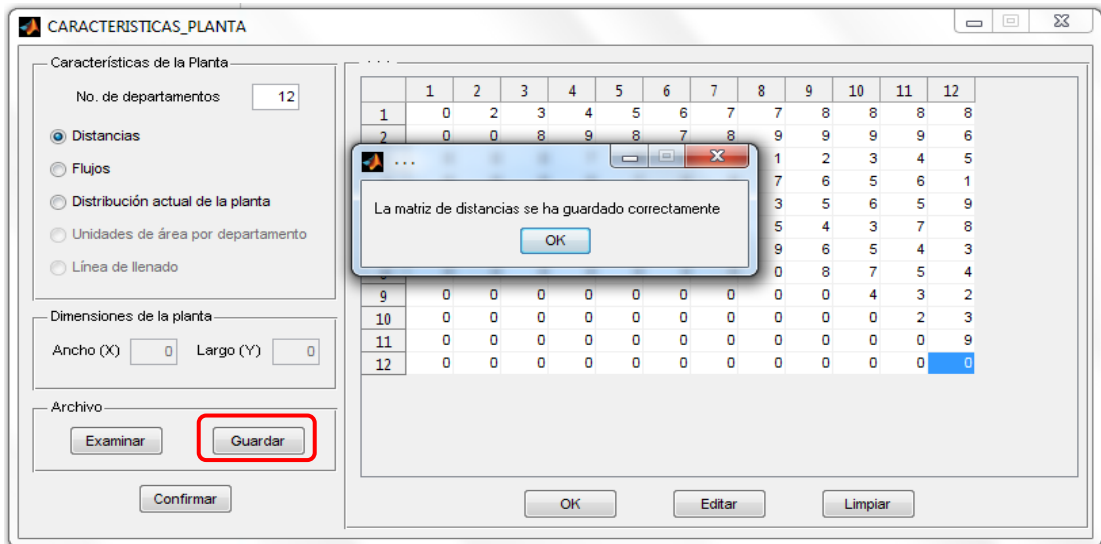 CARACTERISTICAS_PLANTA
Características de la Planta
No. de departamentos 12
Distancias
Flujos
Distribución actual de la planta
Unidades de área por departamento
Línea de llenado
Dimensiones de la planta
Ancho (X) 0 Largo (Y) 0
Archivo
Examinar Guardar
Confirmar
. . .
1 2 3 4 5 6 7 8 9 10 11 12
1 0 2 3 4 5 6 7 7 8 8 8 8
2 0 0 8 9 8 7 8 9 9 9 9 6
1 2 3 4 5
7 6 5 6 1
3 5 6 5 9
5 4 3 7 8
9 6 5 4 3
0 8 7 5 4
9 0 0 0 0 0 0 0 0 0 4 3 2
10 0 0 0 0 0 0 0 0 0 0 2 3
11 0 0 0 0 0 0 0 0 0 0 0 9
12 0 0 0 0 0 0 0 0 0 0 0 0
. . .
La matriz de distancias se ha guardado correctamente
OK
OK Editar Limpiar